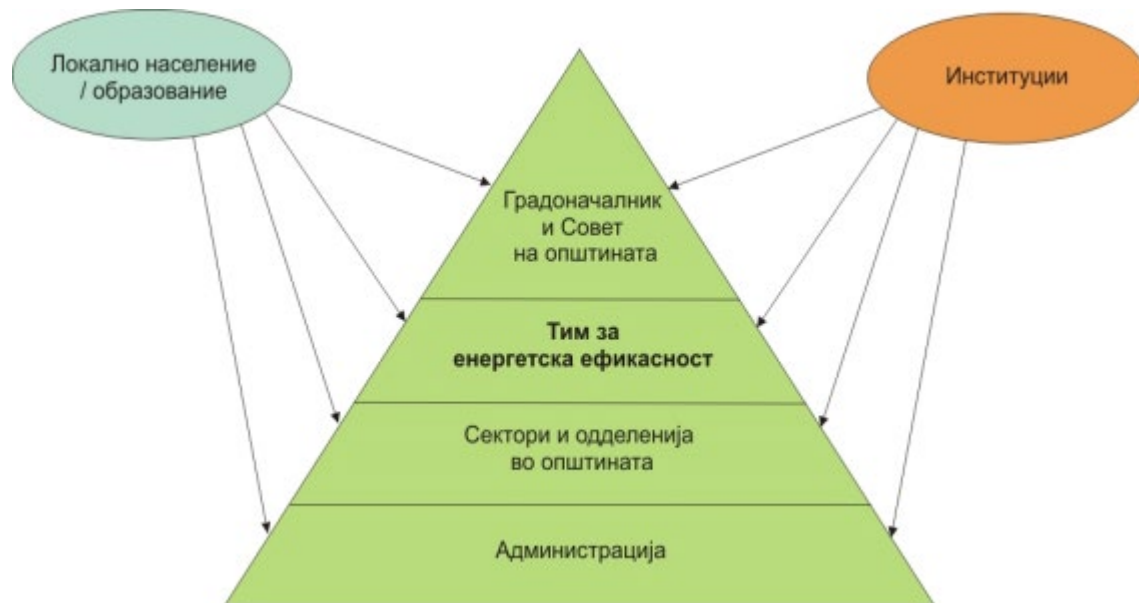 Локално население
/ образование
Институции
Градоначалник
и Совет
на општината
Тим за
енергетска ефикасност
Сектори и одделенија
во општината
Администрација